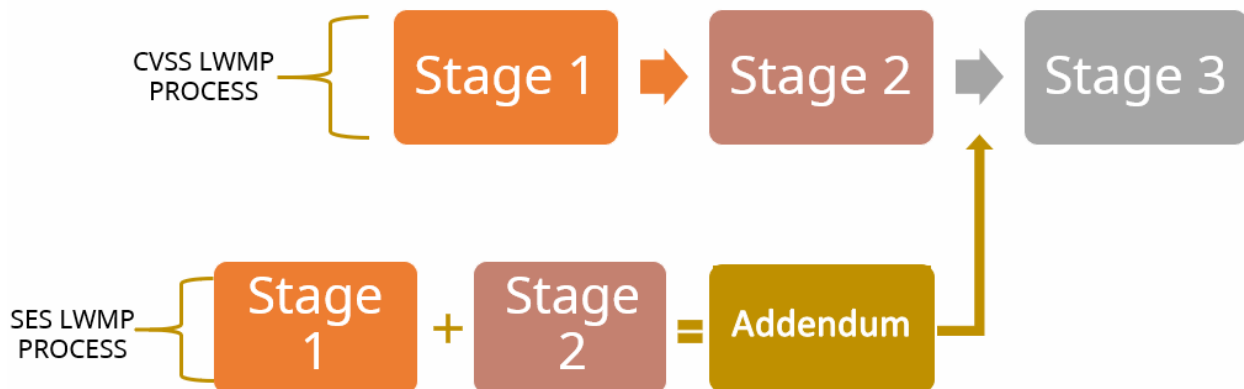 CVSS LWMP
PROCESS
Stage 1
Stage 2
Stage 3
SES LWMP
PROCESS
Stage
1
+
Stage
2
=
Addendum